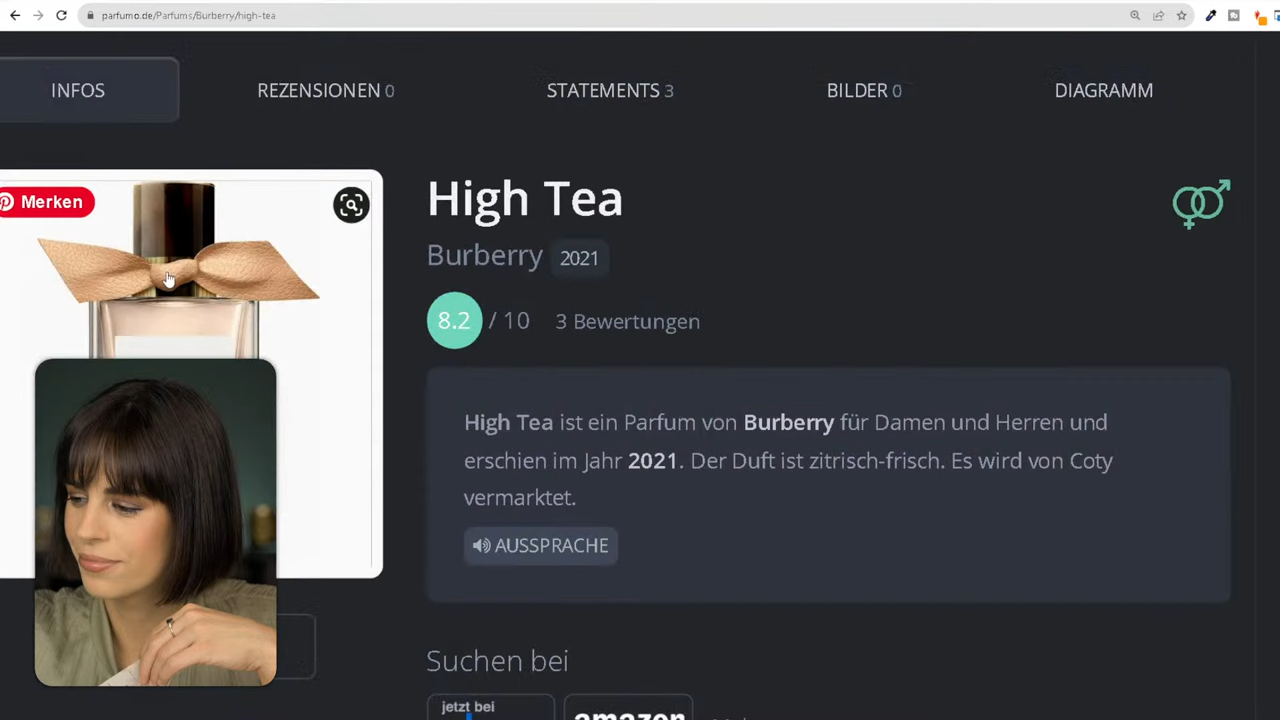 parfumo.de/Parfums/Burberry/high-tea
INFOS
REZENSIONEN 0
STATEMENTS 3
BILDER 0
DIAGRAMM
Merken
High Tea
Burberry 2021
8.2 / 10 3 Bewertungen
High Tea ist ein Parfum von Burberry für Damen und Herren und
erschien im Jahr 2021. Der Duft ist zitrisch-frisch. Es wird von Coty
vermarktet.
AUSSPRACHE
Suchen bei
jetzt bei
amazon